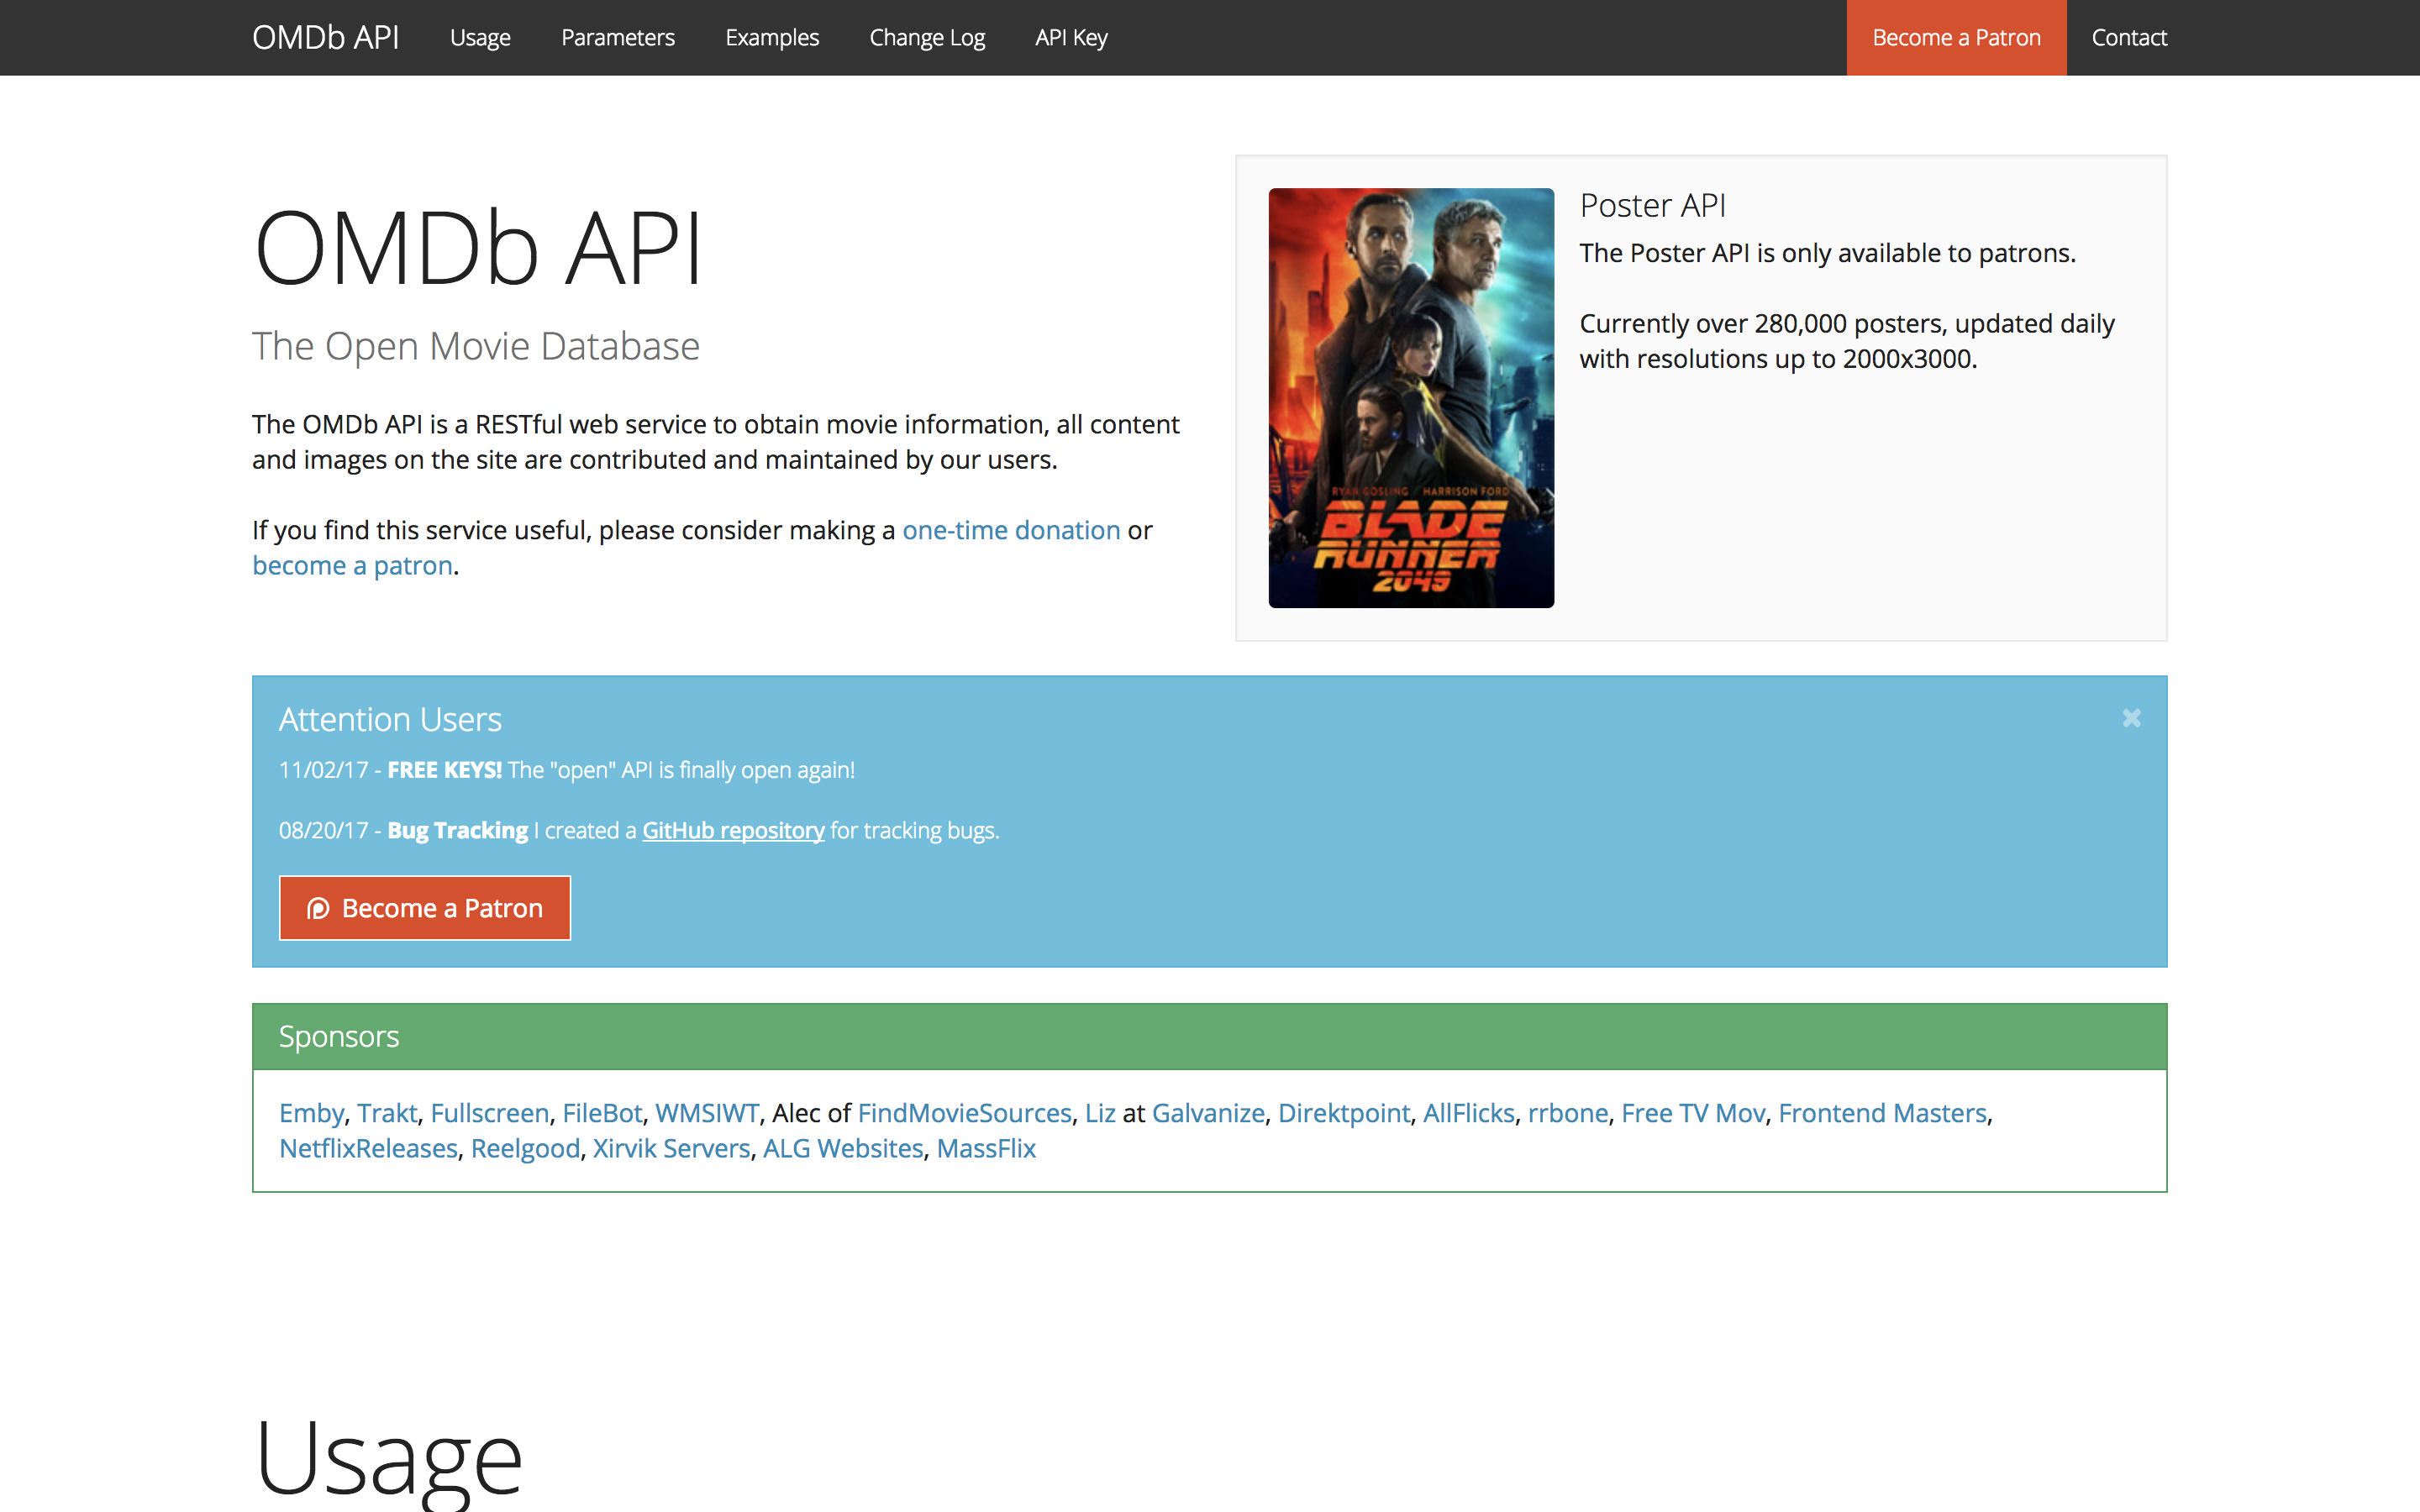 OMDb API Usage Parameters Examples Change Log API Key Become a Patron Contact
OMDb API
The Open Movie Database
The OMDb API is a RESTful web service to obtain movie information, all content
and images on the site are contributed and maintained by our users.
If you find this service useful, please consider making a one-time donation or
become a patron.
RYAN GOSLING HARRISON FORD
BLADE
RUNNER
2049
Poster API
The Poster API is only available to patrons.
Currently over 280,000 posters, updated daily
with resolutions up to 2000x3000.
Attention Users
11/02/17 - FREE KEYS! The "open" API is finally open again!
08/20/17 - Bug Tracking I created a GitHub repository for tracking bugs.
Become a Patron
Sponsors
Emby, Trakt, Fullscreen, FileBot, WMSIWT, Alec of FindMovieSources, Liz at Galvanize, Direktpoint, AllFlicks, rrbone, Free TV Mov, Frontend Masters,
NetflixReleases, Reelgood, Xirvik Servers, ALG Websites, MassFlix
Usage